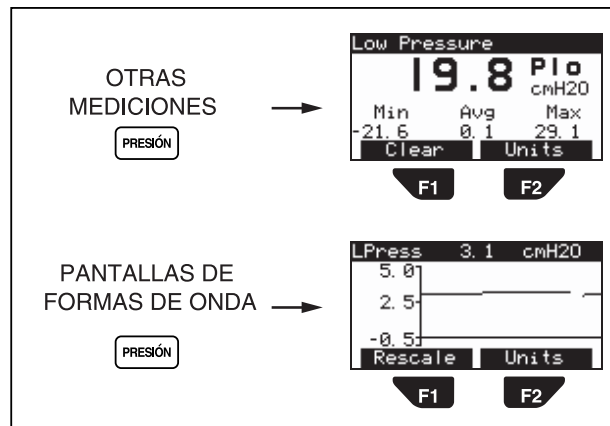 OTRAS
MEDICIONES
PRESIÓN
Low Pressure
19.8 Plo
cmH2O
Min Avg Max
-21.6 0.1 29.1
Clear Units
F1 F2
PANTALLAS DE
FORMAS DE ONDA
PRESIÓN
LPress 3.1 cmH2O
5.0
2.5
-0.5
Rescale Units
F1 F2